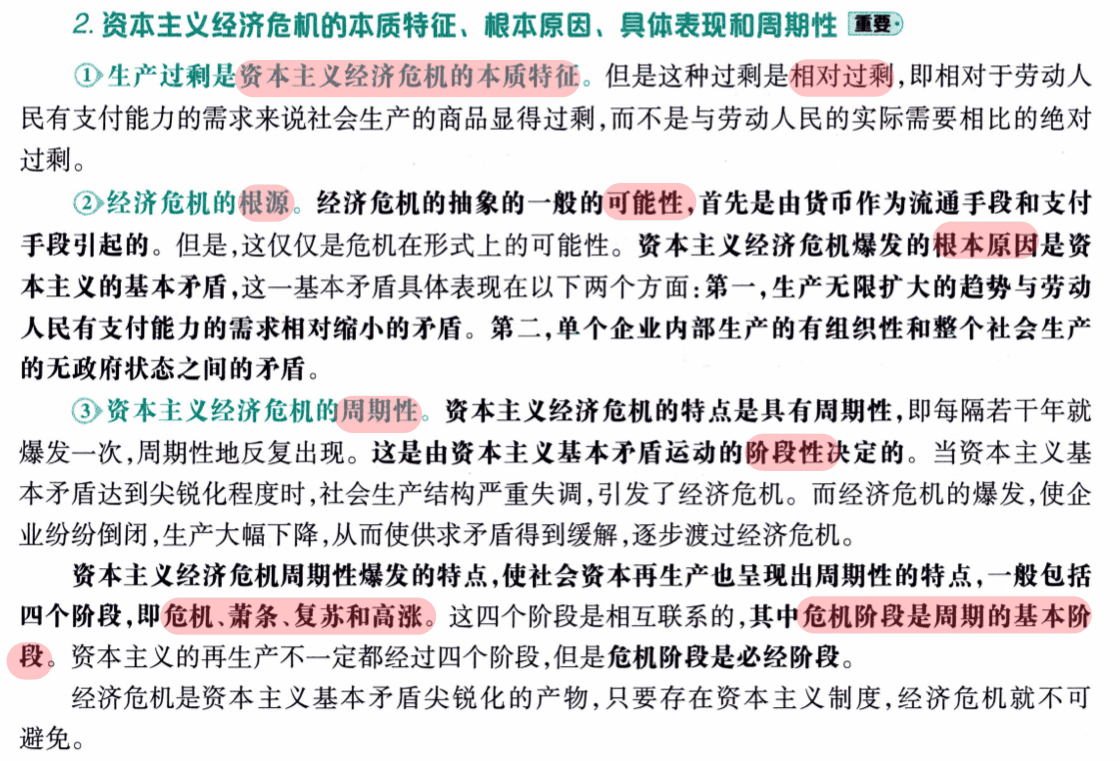 2. 资本主义经济危机的本质特征、根本原因、具体表现和周期性 重要
①生产过剩是资本主义经济危机的本质特征。但是这种过剩是相对过剩,即相对于劳动人
民有支付能力的需求来说社会生产的商品显得过剩,而不是与劳动人民的实际需要相比的绝对
过剩。
②经济危机的根源。经济危机的抽象的一般的可能性,首先是由货币作为流通手段和支付
手段引起的。但是,这仅仅是危机在形式上的可能性。资本主义经济危机爆发的根本原因是资
本主义的基本矛盾,这一基本矛盾具体表现在以下两个方面:第一,生产无限扩大的趋势与劳动
人民有支付能力的需求相对缩小的矛盾。第二,单个企业内部生产的有组织性和整个社会生产
的无政府状态之间的矛盾。
③资本主义经济危机的周期性。资本主义经济危机的特点是具有周期性,即每隔若干年就
爆发一次,周期性地反复出现。这是由资本主义基本矛盾运动的阶段性决定的。当资本主义基
本矛盾达到尖锐化程度时,社会生产结构严重失调,引发了经济危机。而经济危机的爆发,使企
业纷纷倒闭,生产大幅下降,从而使供求矛盾得到缓解,逐步渡过经济危机。
资本主义经济危机周期性爆发的特点,使社会资本再生产也呈现出周期性的特点,一般包括
四个阶段,即危机、萧条、复苏和高涨。这四个阶段是相互联系的,其中危机阶段是周期的基本阶
段。资本主义的再生产不一定都经过四个阶段,但是危机阶段是必经阶段。
经济危机是资本主义基本矛盾尖锐化的产物,只要存在资本主义制度,经济危机就不可
避免。